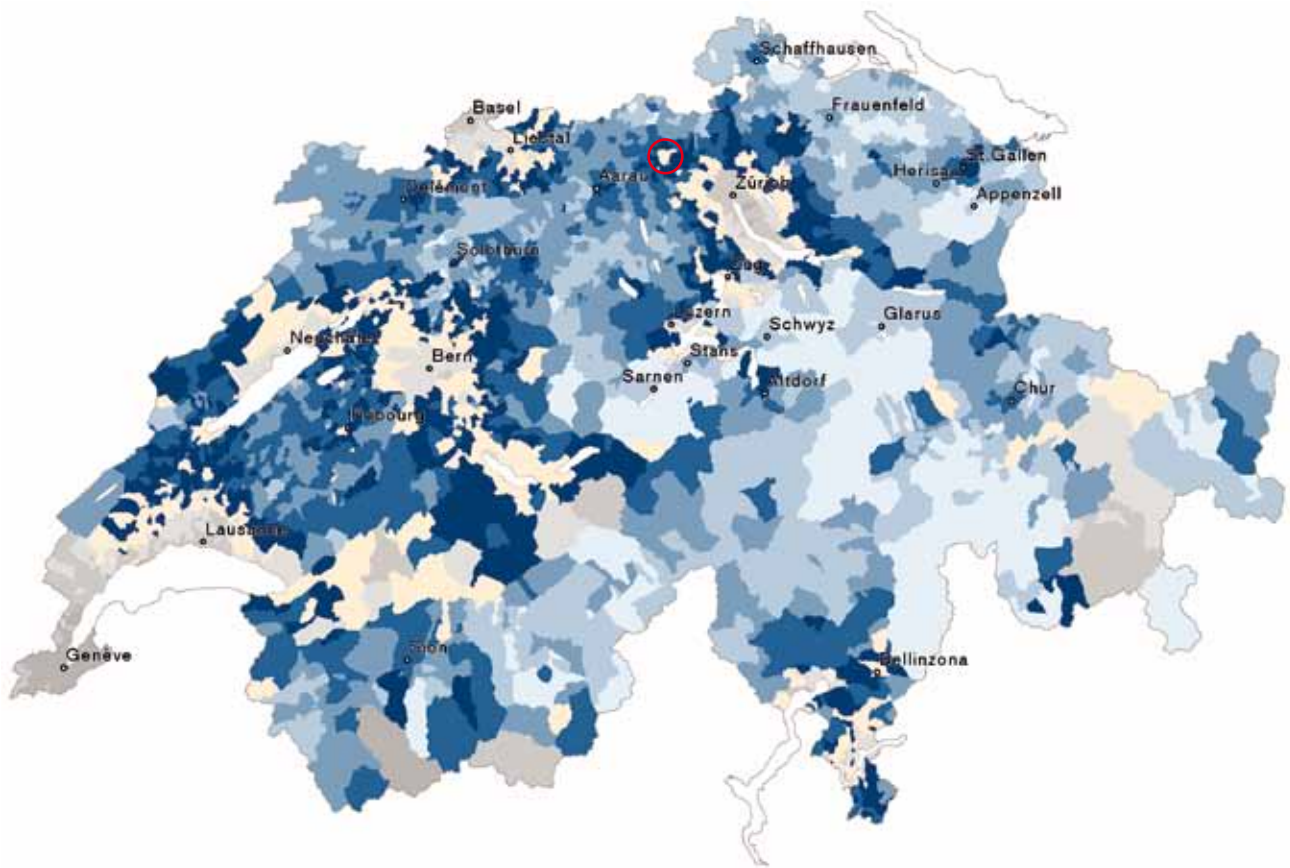 Schaffhausen
Basel
Frauenfeld
Liestal
St.Gallen
Herisau
Aarau
Delémont
Zürich
Appenzell
Solothurn
Zug
Luzern
Schwyz
Glarus
Neuchâtel
Stans
Bern
Sarnen
Altdorf
Chur
Fribourg
Lausanne
Genève
Sion
Bellinzona